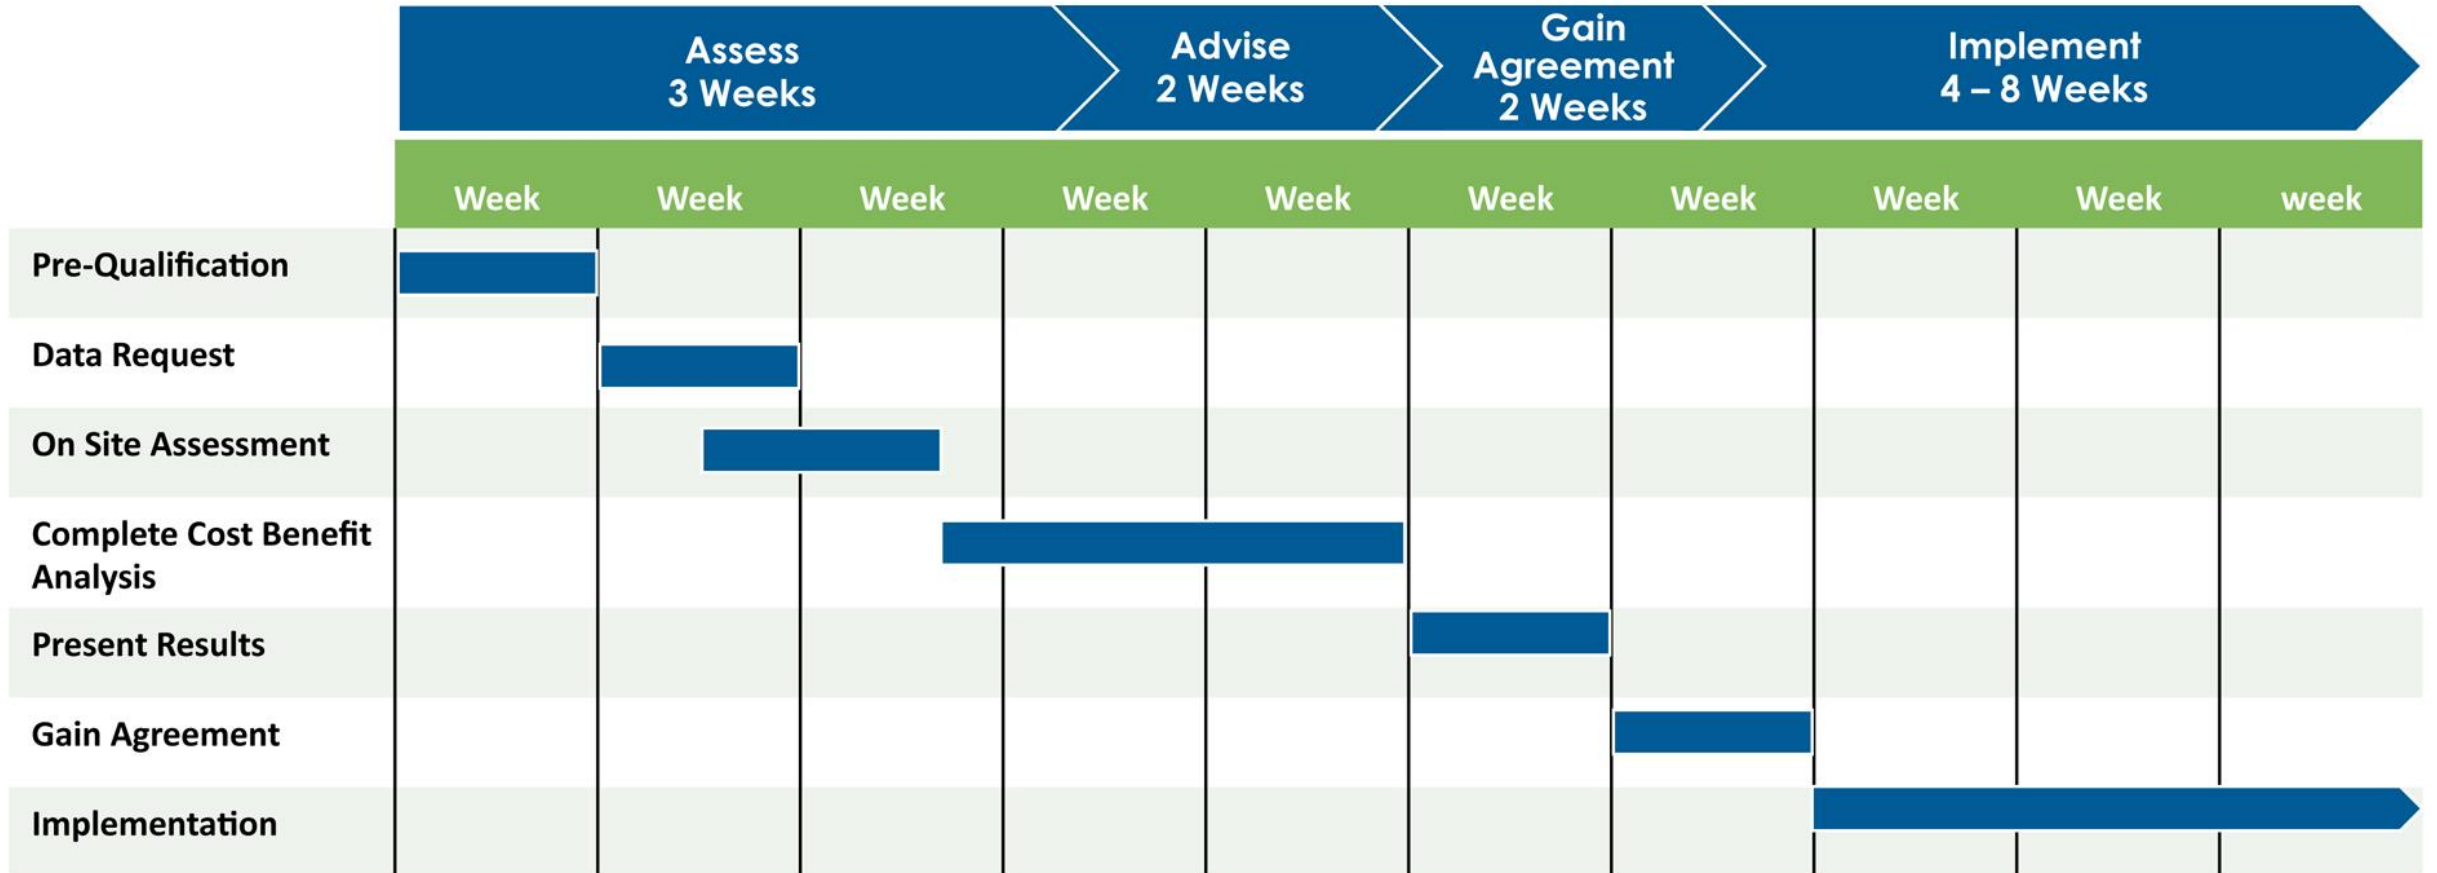 Assess
3 Weeks
Advise
2 Weeks
Gain
Agreement
2 Weeks
Implement
4 – 8 Weeks
Week Week Week Week Week Week Week Week Week week
Pre-Qualification
Data Request
On Site Assessment
Complete Cost Benefit
Analysis
Present Results
Gain Agreement
Implementation